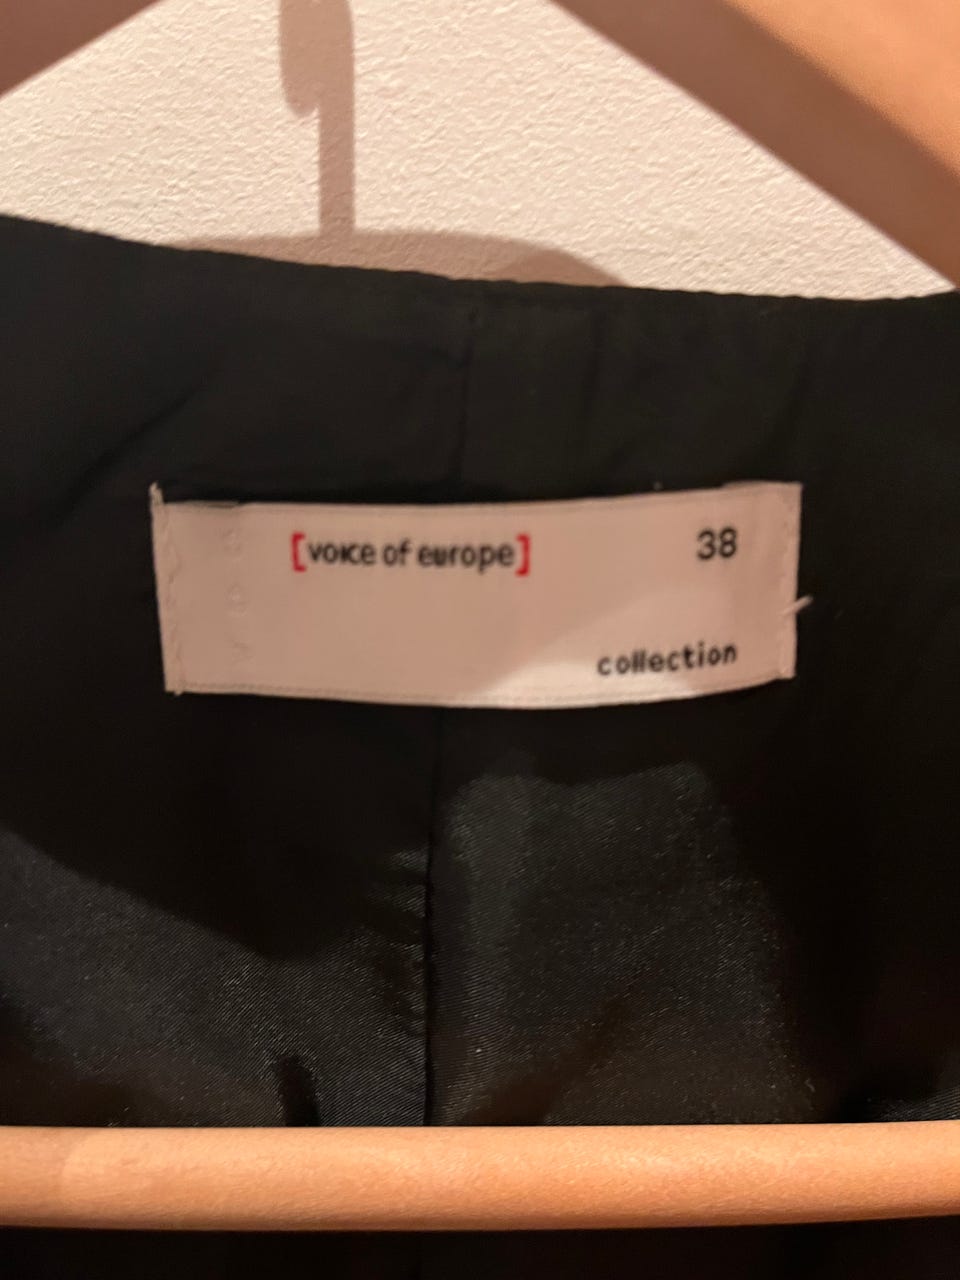 [voice of europe] 38
collection